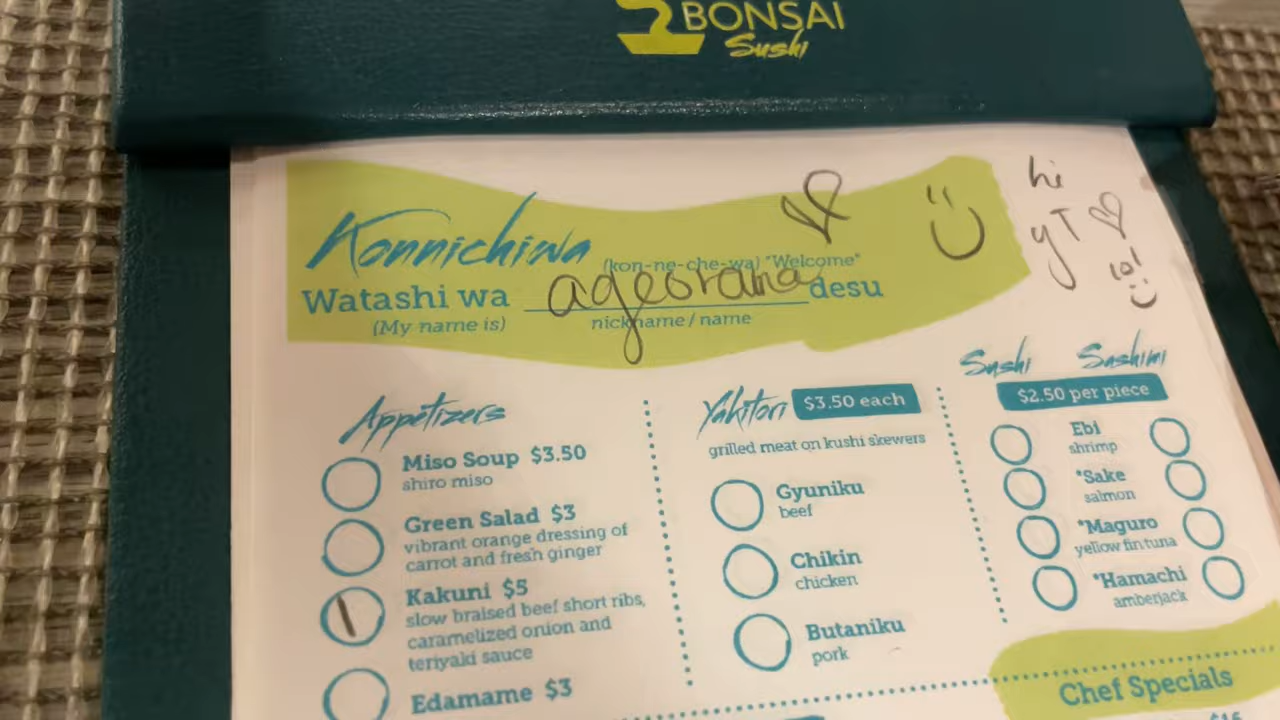 BONSAI
Sushi
hi
yT
lol
Konnichiwa (kon-ne-che-wa) "Welcome"
Watashi wa ageorama desu
(My name is) nickname/name
Appetizers
Miso Soup $3.50
shiro miso
Green Salad $3
vibrant orange dressing of
carrot and fresh ginger
Kakuni $5
slow braised beef short ribs,
caramelized onion and
teriyaki sauce
Edamame $3
Yakitori $3.50 each
grilled meat on kushi skewers
Gyuniku
beef
Chikin
chicken
Butaniku
pork
Sushi Sashimi
$2.50 per piece
Ebi
shrimp
*Sake
salmon
*Maguro
yellow fin tuna
*Hamachi
amberjack
Chef Specials